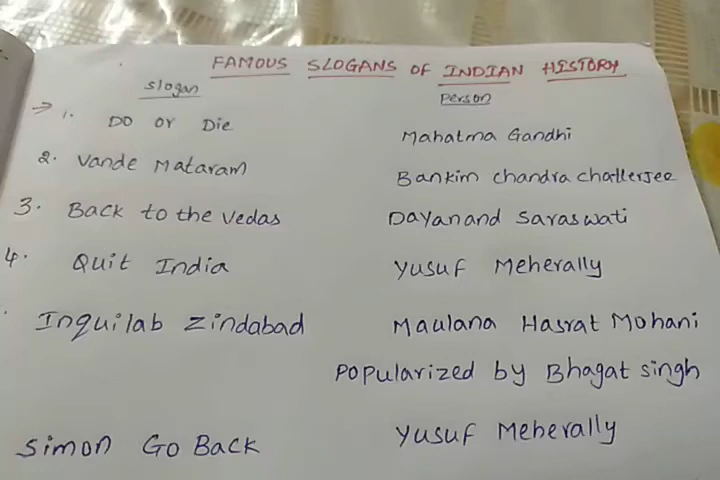 FAMOUS SLOGANS OF INDIAN HISTORY
Slogan Person
→ 1. DO or Die Mahatma Gandhi
2. Vande Mataram Bankim chandra chatterjee
3. Back to the vedas Dayanand Saraswati
4. Quit India Yusuf Meherally
Inquilab Zindabad Maulana Hasrat Mohani
Popularized by Bhagat singh
Simon Go Back Yusuf Meherally